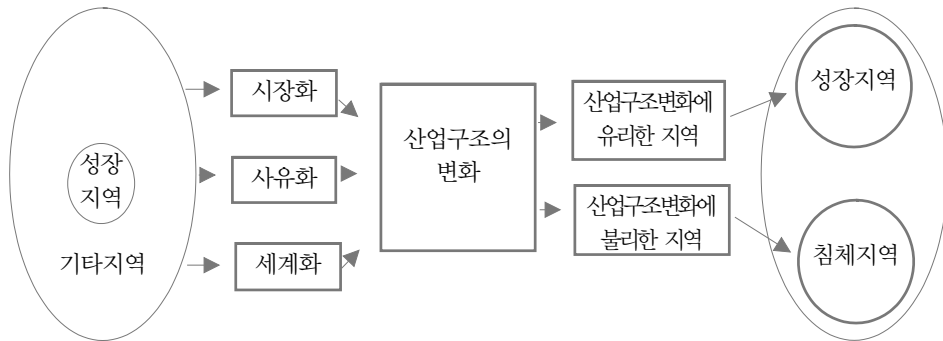 성장
지역
기타지역
시장화
사유화
세계화
산업구조의
변화
산업구조변화에
유리한 지역
산업구조변화에
불리한 지역
성장지역
침체지역